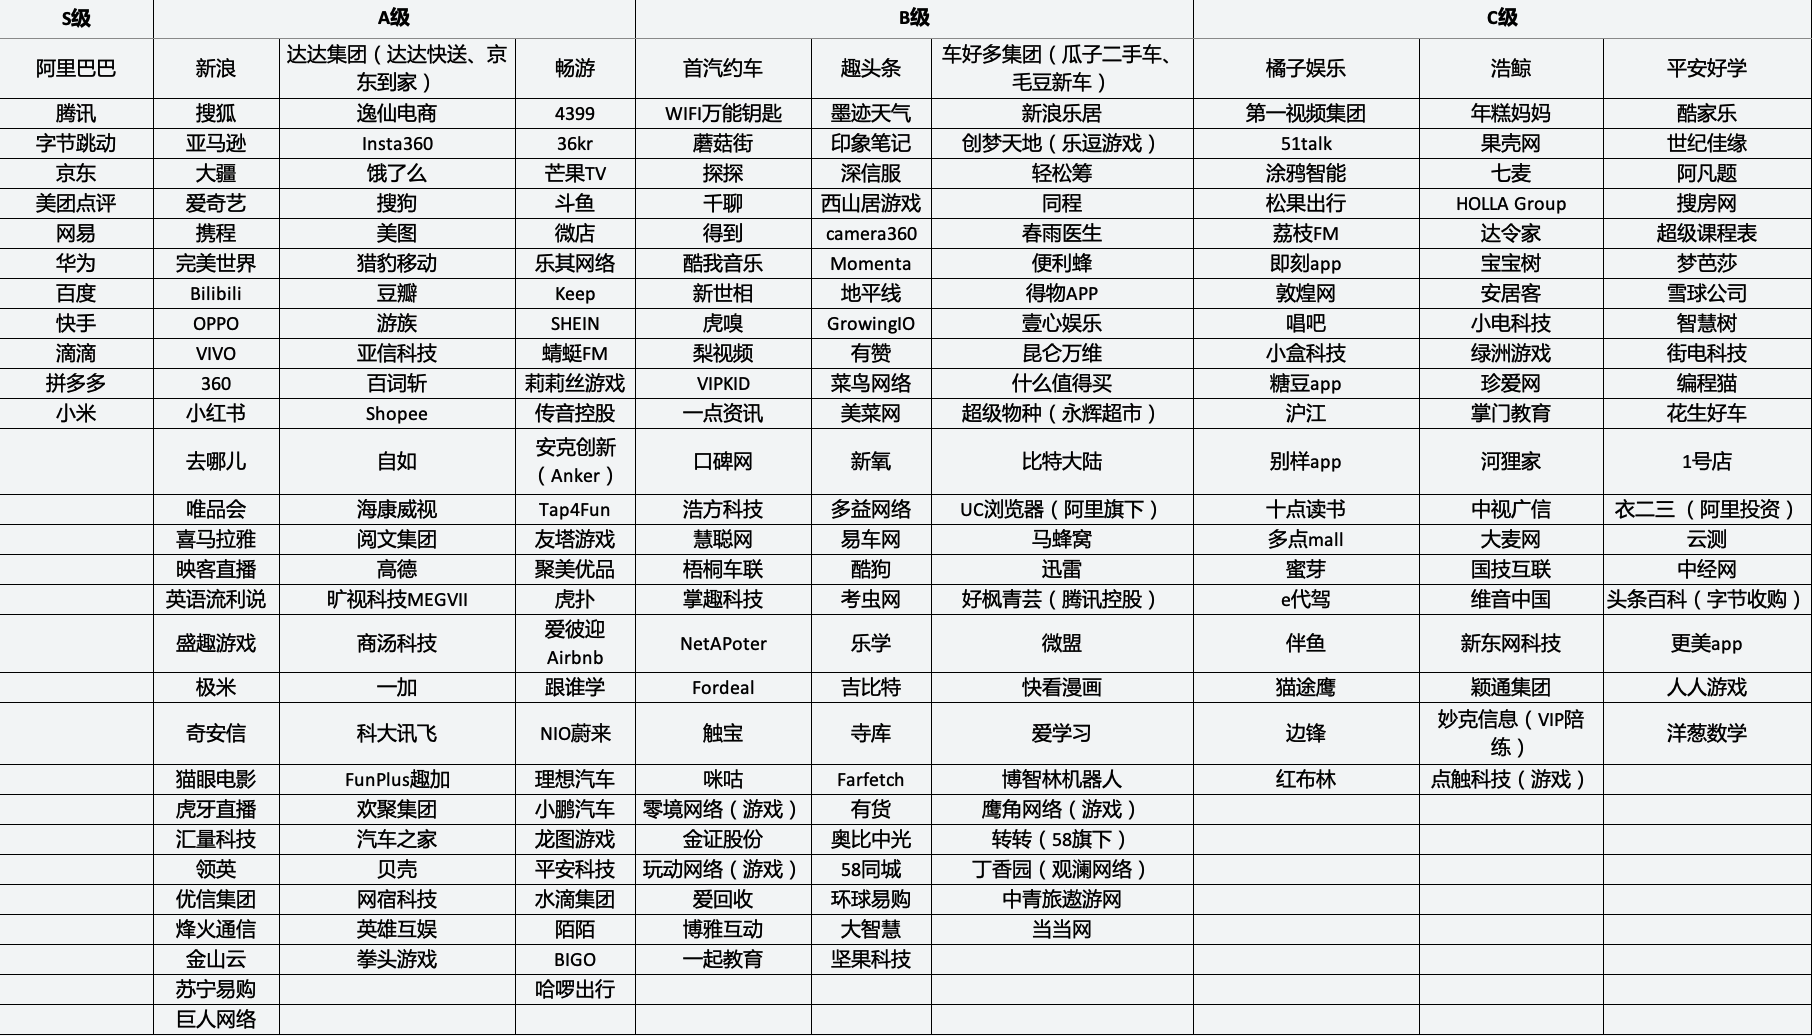 S级 A级 B级 C级
阿里巴巴 新浪 达达集团（达达快送、京东到家） 畅游 首汽约车 趣头条 车好多集团（瓜子二手车、毛豆新车） 橘子娱乐 浩鲸 平安好学
腾讯 搜狐 逸仙电商 4399 WIFI万能钥匙 墨迹天气 新浪乐居 第一视频集团 年糕妈妈 酷家乐
字节跳动 亚马逊 Insta360 36kr 蘑菇街 印象笔记 创梦天地（乐逗游戏） 51talk 果壳网 世纪佳缘
京东 大疆 饿了么 芒果TV 探探 深信服 轻松筹 涂鸦智能 七麦 阿凡题
美团点评 爱奇艺 搜狗 斗鱼 千聊 西山居游戏 同程 松果出行 HOLLA Group 搜房网
网易 携程 美图 微店 得到 camera360 春雨医生 荔枝FM 达令家 超级课程表
华为 完美世界 猎豹移动 乐其网络 酷我音乐 Momenta 便利蜂 即刻app 宝宝树 梦芭莎
百度 Bilibili 豆瓣 Keep 新世相 地平线 得物APP 敦煌网 安居客 雪球公司
快手 OPPO 游族 SHEIN 虎嗅 GrowingIO 壹心娱乐 唱吧 小电科技 智慧树
滴滴 VIVO 亚信科技 蜻蜓FM 梨视频 有赞 昆仑万维 小盒科技 绿洲游戏 街电科技
拼多多 360 百词斩 莉莉丝游戏 VIPKID 菜鸟网络 什么值得买 糖豆app 珍爱网 编程猫
小米 小红书 Shopee 传音控股 一点资讯 美菜网 超级物种（永辉超市） 沪江 掌门教育 花生好车
去哪儿 自如 安克创新（Anker） 口碑网 新氧 比特大陆 别样app 河狸家 1号店
唯品会 海康威视 Tap4Fun 浩方科技 多益网络 UC浏览器（阿里旗下） 十点读书 中视广信 衣二三（阿里投资）
喜马拉雅 阅文集团 友塔游戏 慧聪网 易车网 马蜂窝 多点mall 大麦网 云测
映客直播 高德 聚美优品 梧桐车联 酷狗 迅雷 蜜芽 国技互联 中经网
英语流利说 旷视科技MEGVII 虎扑 掌趣科技 考虫网 好枫青芸（腾讯控股） e代驾 维音中国 头条百科（字节收购）
盛趣游戏 商汤科技 爱彼迎Airbnb NetAPoter 乐学 微盟 伴鱼 新东网科技 更美app
极米 一加 跟谁学 Fordeal 吉比特 快看漫画 猫途鹰 颖通集团 人人游戏
奇安信 科大讯飞 NIO蔚来 触宝 寺库 爱学习 边锋 妙克信息（VIP陪练） 洋葱数学
猫眼电影 FunPlus趣加 理想汽车 咪咕 Farfetch 博智林机器人 红布林 点触科技（游戏）
虎牙直播 欢聚集团 小鹏汽车 零境网络（游戏） 有货 鹰角网络（游戏）
汇量科技 汽车之家 龙图游戏 金证股份 奥比中光 转转（58旗下）
领英 贝壳 平安科技 玩动网络（游戏） 58同城 丁香园（观澜网络）
优信集团 网宿科技 水滴集团 爱回收 环球易购 中青旅遨游网
烽火通信 英雄互娱 陌陌 博雅互动 大智慧 当当网
金山云 拳头游戏 BIGO 一起教育 坚果科技
苏宁易购 哈啰出行
巨人网络